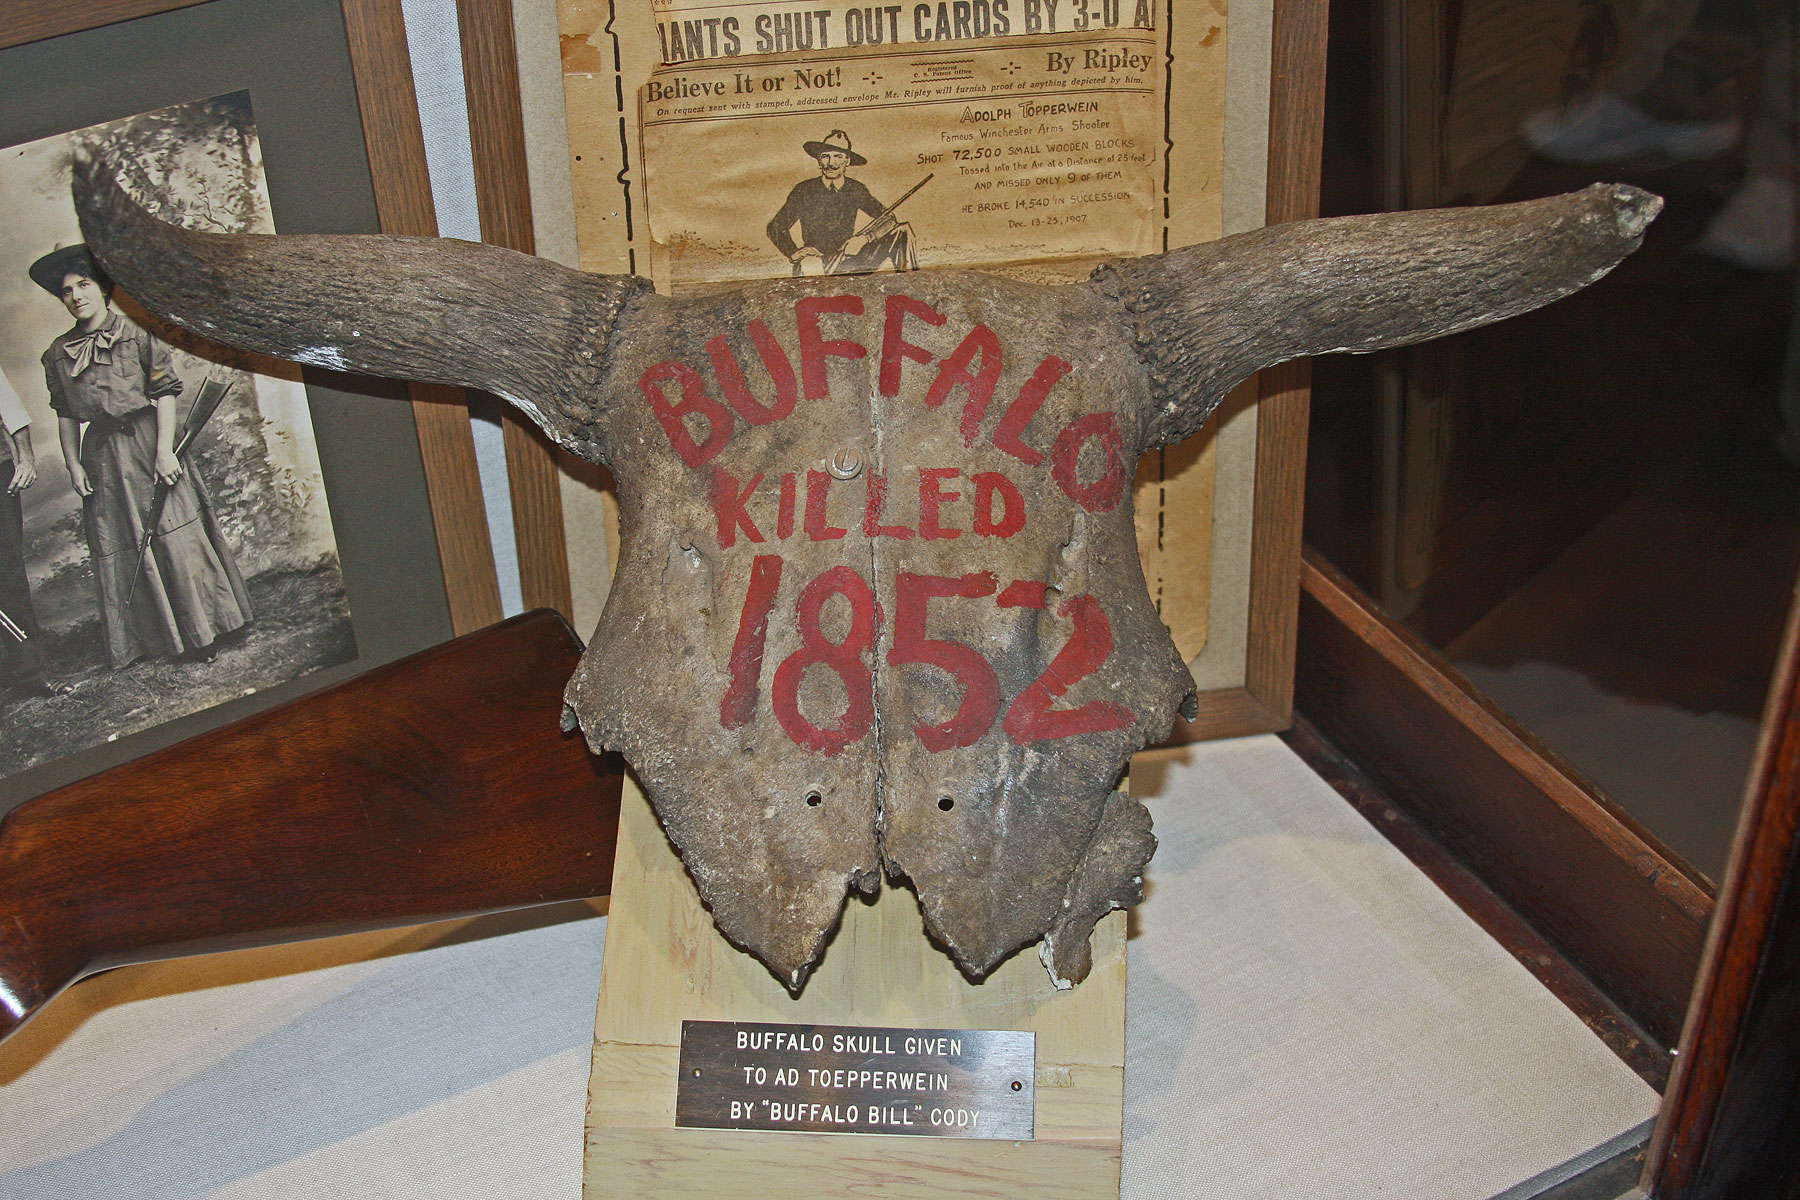 IANTS SHUT OUT CARDS BY 3-0 A
Believe It or Not! -:- Registered U. S. Patent Office -:- By Ripley
On request sent with stamped, addressed envelope Mr. Ripley will furnish proof of anything depicted by him.
ADOLPH TOPPERWEIN
Famous Winchester Arms Shooter
SHOT 72,500 SMALL WOODEN BLOCKS
Tossed into the Air at a Distance of 25 feet
AND MISSED ONLY 9 OF THEM
HE BROKE 14,540 IN SUCCESSION
Dec. 13-25, 1907
BUFFALO
KILLED
1852
BUFFALO SKULL GIVEN
TO AD TOEPPERWEIN
BY "BUFFALO BILL" CODY